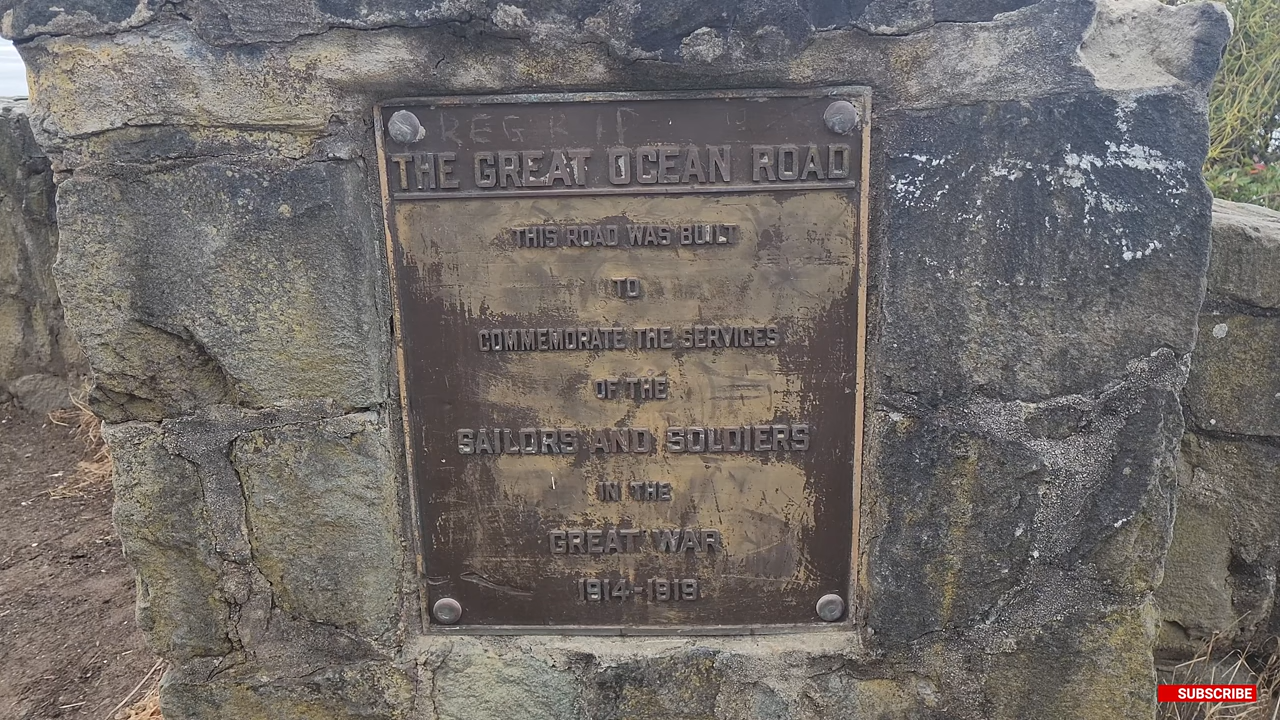 THE GREAT OCEAN ROAD
THIS ROAD WAS BUILT
TO
COMMEMORATE THE SERVICES
OF THE
SAILORS AND SOLDIERS
IN THE
GREAT WAR
1914-1919
SUBSCRIBE